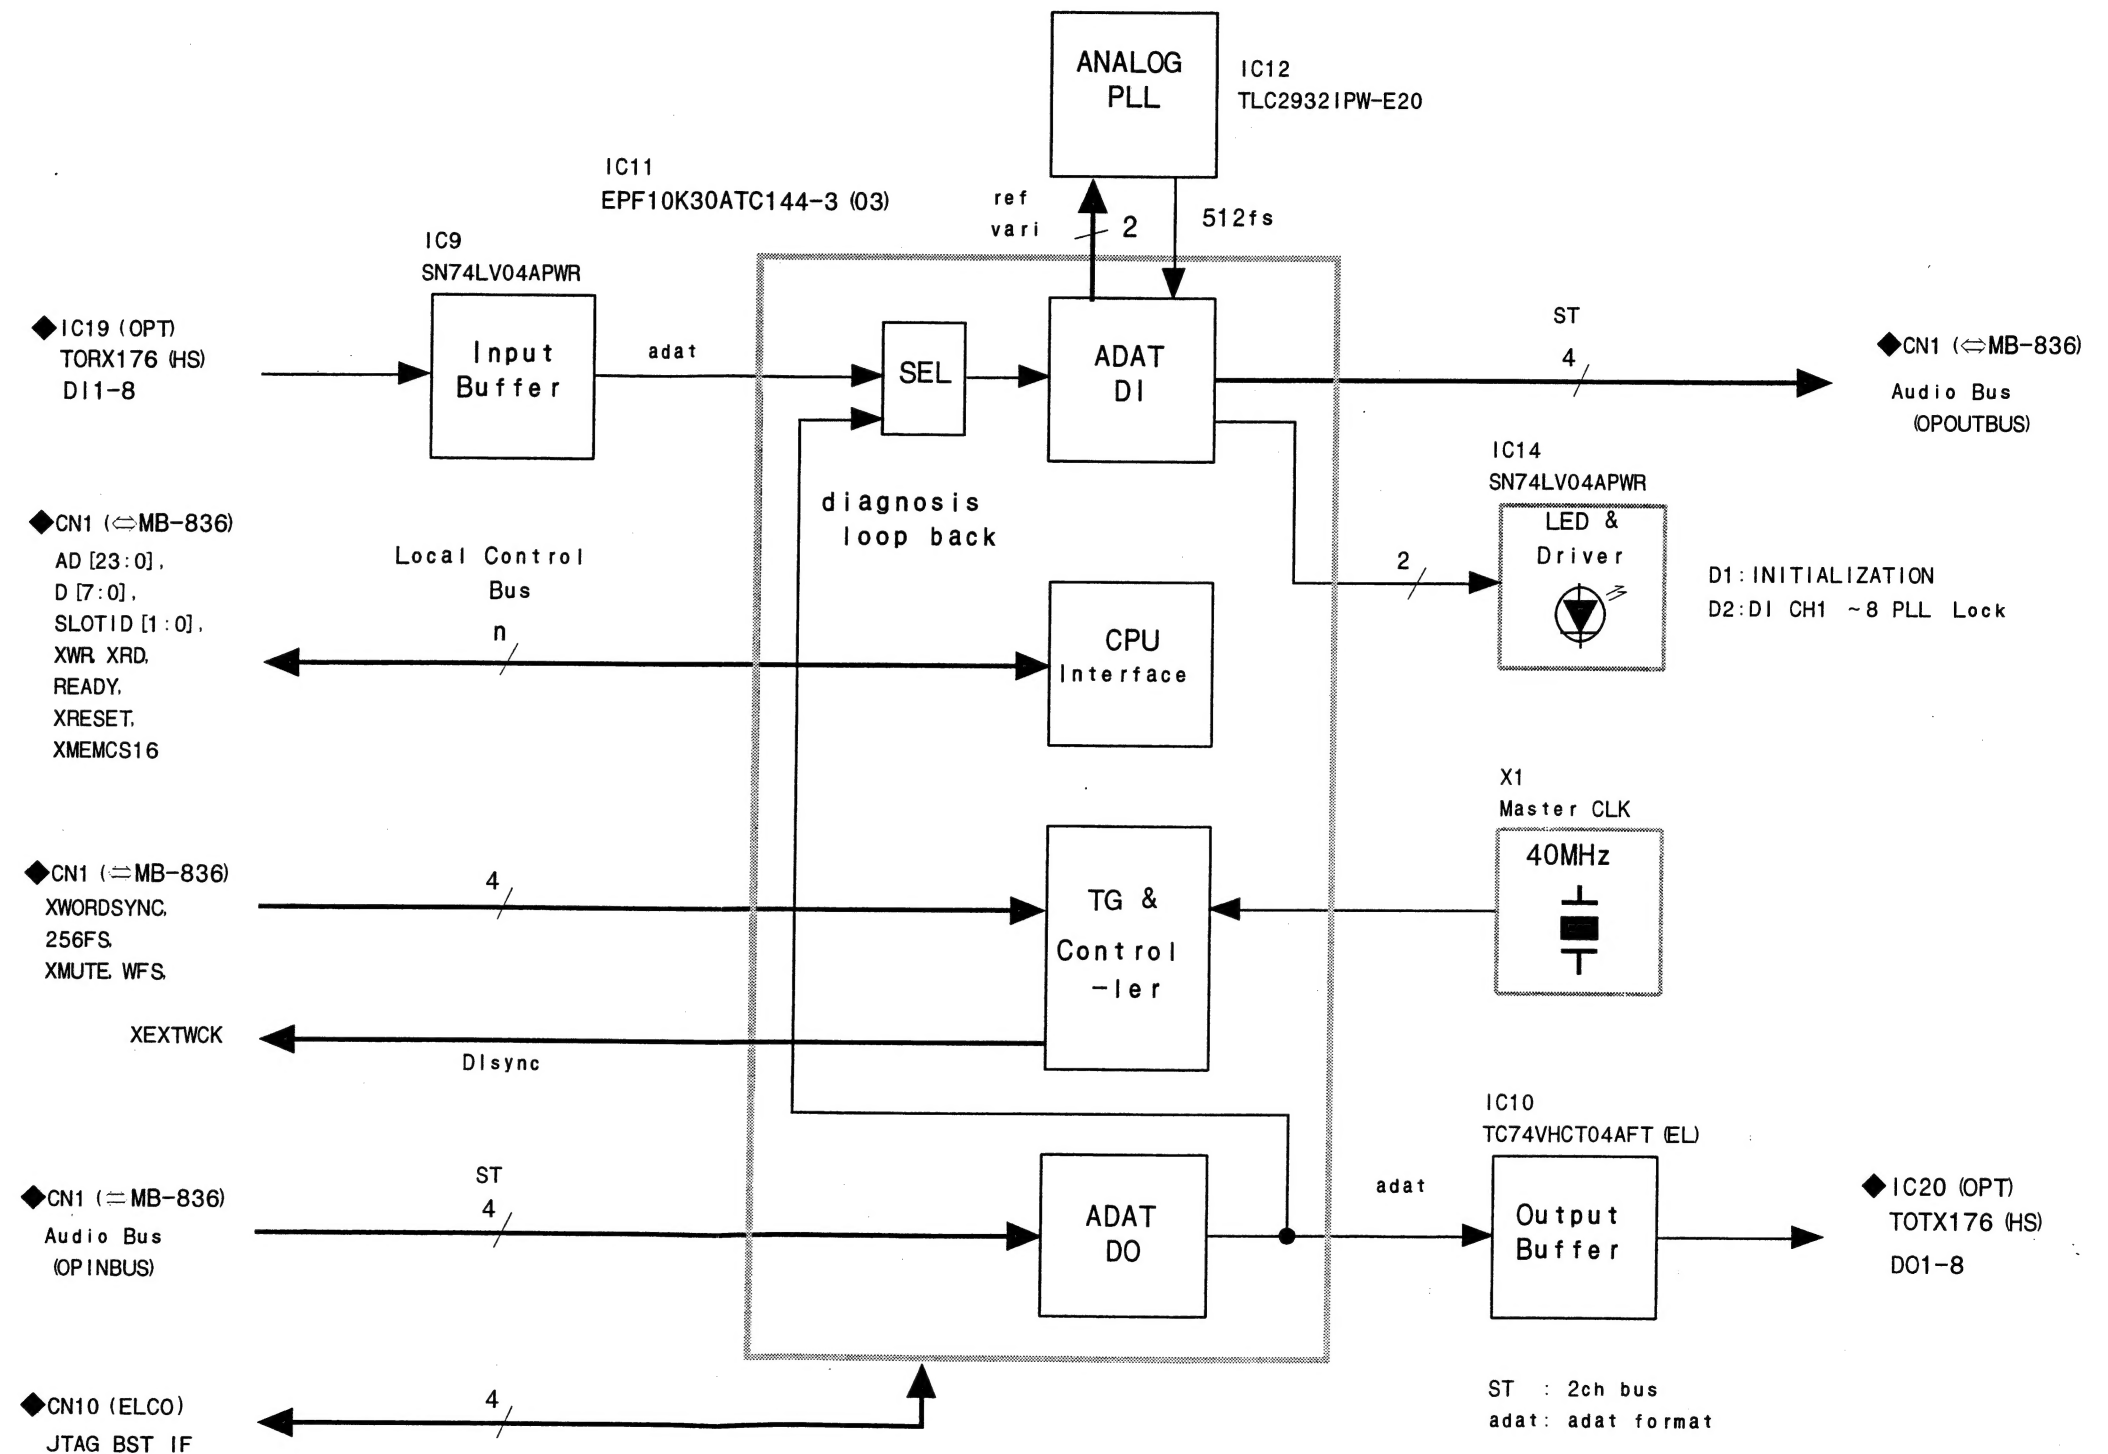 ANALOG
PLL
IC12
TLC2932IPW-E20
IC11
EPF10K30ATC144-3 (03)
ref
vari
2
512fs
IC9
SN74LV04APWR
◆IC19 (OPT)
TORX176 (HS)
DI1-8
Input
Buffer
adat
SEL
ADAT
DI
ST
4
◆CN1 (⇔MB-836)
Audio Bus
(OPOUTBUS)
diagnosis
loop back
IC14
SN74LV04APWR
LED &
Driver
2
D1:INITIALIZATION
D2:DI CH1 ~8 PLL Lock
◆CN1 (⇔MB-836)
AD [23:0],
D [7:0],
SLOTID [1:0],
XWR, XRD,
READY,
XRESET,
XMEMCS16
Local Control
Bus
n
CPU
Interface
X1
Master CLK
40MHz
◆CN1 (⇔MB-836)
XWORDSYNC,
256FS,
XMUTE, WFS,
4
TG &
Control
-ler
XEXTWCK
DIsync
◆CN1 (⇔MB-836)
Audio Bus
(OPINBUS)
ST
4
ADAT
DO
adat
IC10
TC74VHCT04AFT (EL)
Output
Buffer
◆IC20 (OPT)
TOTX176 (HS)
DO1-8
◆CN10 (ELCO)
JTAG BST IF
4
ST : 2ch bus
adat: adat format